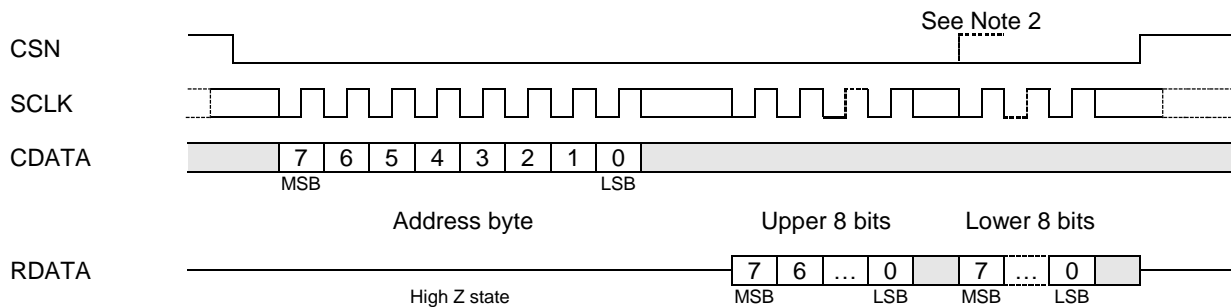 See Note 2
CSN
SCLK
CDATA
7 6 5 4 3 2 1 0
MSB LSB
Address byte Upper 8 bits Lower 8 bits
RDATA
7 6 ... 0 7 ... 0
High Z state MSB LSB MSB LSB